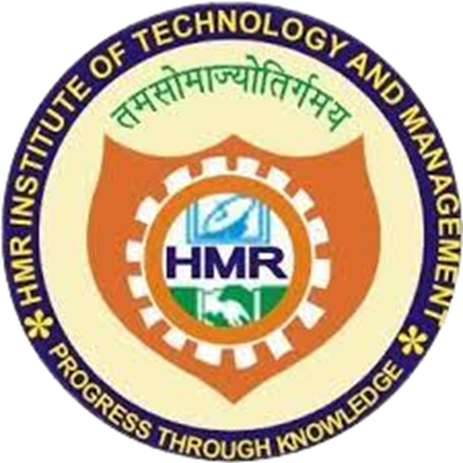 HMR INSTITUTE OF TECHNOLOGY AND MANAGEMENT
तमसोमाज्योतिर्गमय
HMR
PROGRESS THROUGH KNOWLEDGE